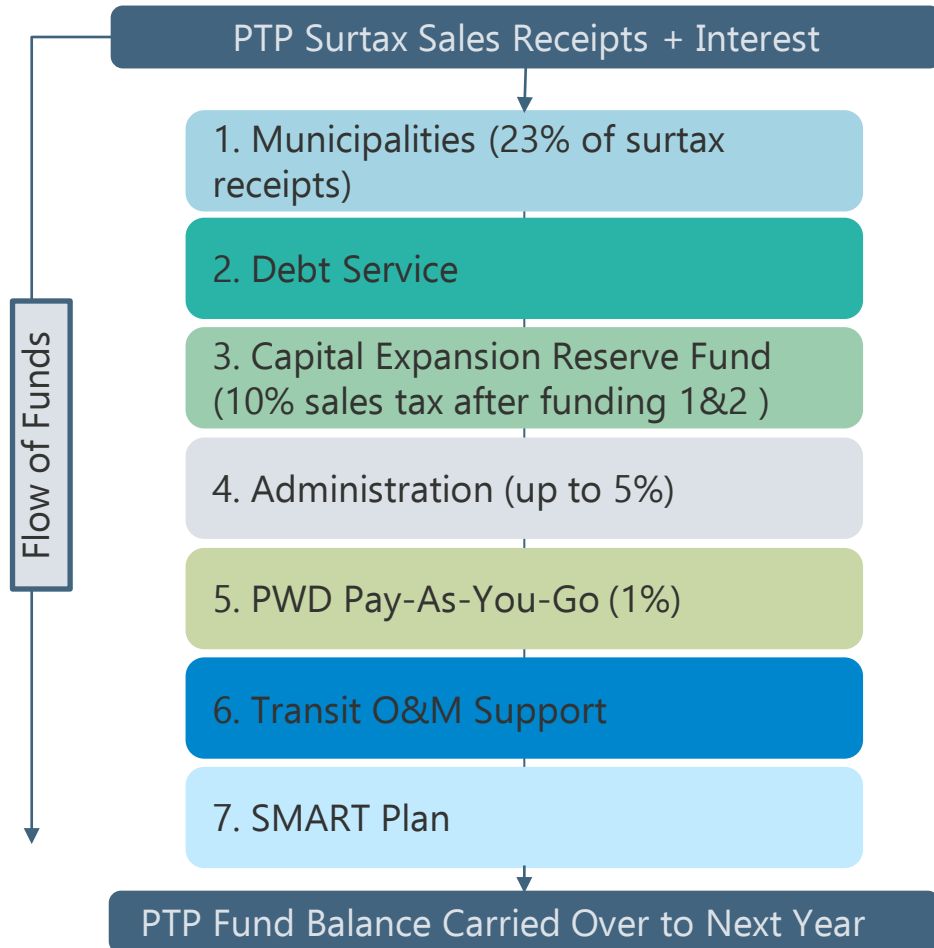 PTP Surtax Sales Receipts + Interest
1. Municipalities (23% of surtax
receipts)
2. Debt Service
3. Capital Expansion Reserve Fund
(10% sales tax after funding 1&2 )
4. Administration (up to 5%)
5. PWD Pay-As-You-Go (1%)
6. Transit O&M Support
7. SMART Plan
PTP Fund Balance Carried Over to Next Year
Flow of Funds